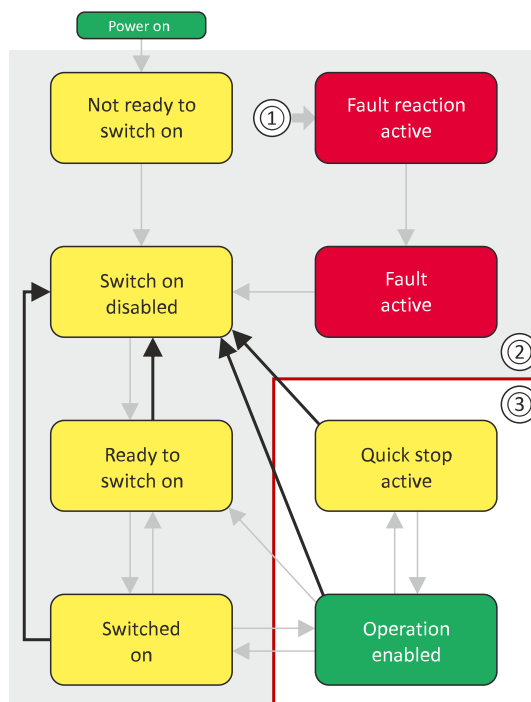 Power on
Not ready to
switch on
①
Fault reaction
active
Switch on
disabled
Fault
active
②
③
Ready to
switch on
Quick stop
active
Switched
on
Operation
enabled